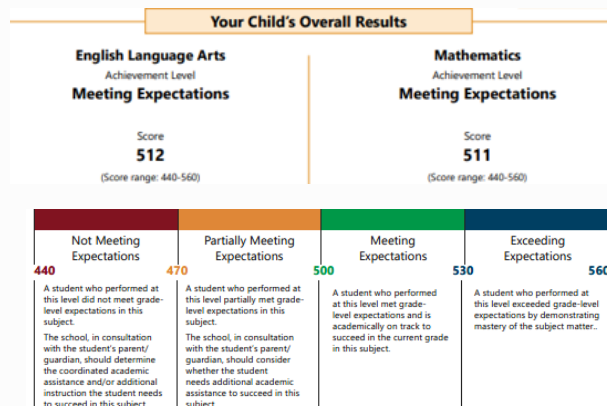 Your Child's Overall Results
English Language Arts
Achievement Level
Meeting Expectations
Score
512
(Score range: 440-560)
Mathematics
Achievement Level
Meeting Expectations
Score
511
(Score range: 440-560)
Not Meeting
Expectations
Partially Meeting
Expectations
Meeting
Expectations
Exceeding
Expectations
440
470
500
530
560
A student who performed at
this level did not meet grade-
level expectations in this
subject.
The school, in consultation
with the student's parent/
guardian, should determine
the coordinated academic
assistance and/or additional
instruction the student needs
to succeed in this subject
A student who performed at
this level partially met grade-
level expectations in this
subject.
The school, in consultation
with the student's parent/
guardian, should consider
whether the student
needs additional academic
assistance to succeed in this
subject
A student who performed
at this level met grade-
level expectations and is
academically on track to
succeed in the current grade
in this subject.
A student who performed at
this level exceeded grade-level
expectations by demonstrating
mastery of the subject matter..